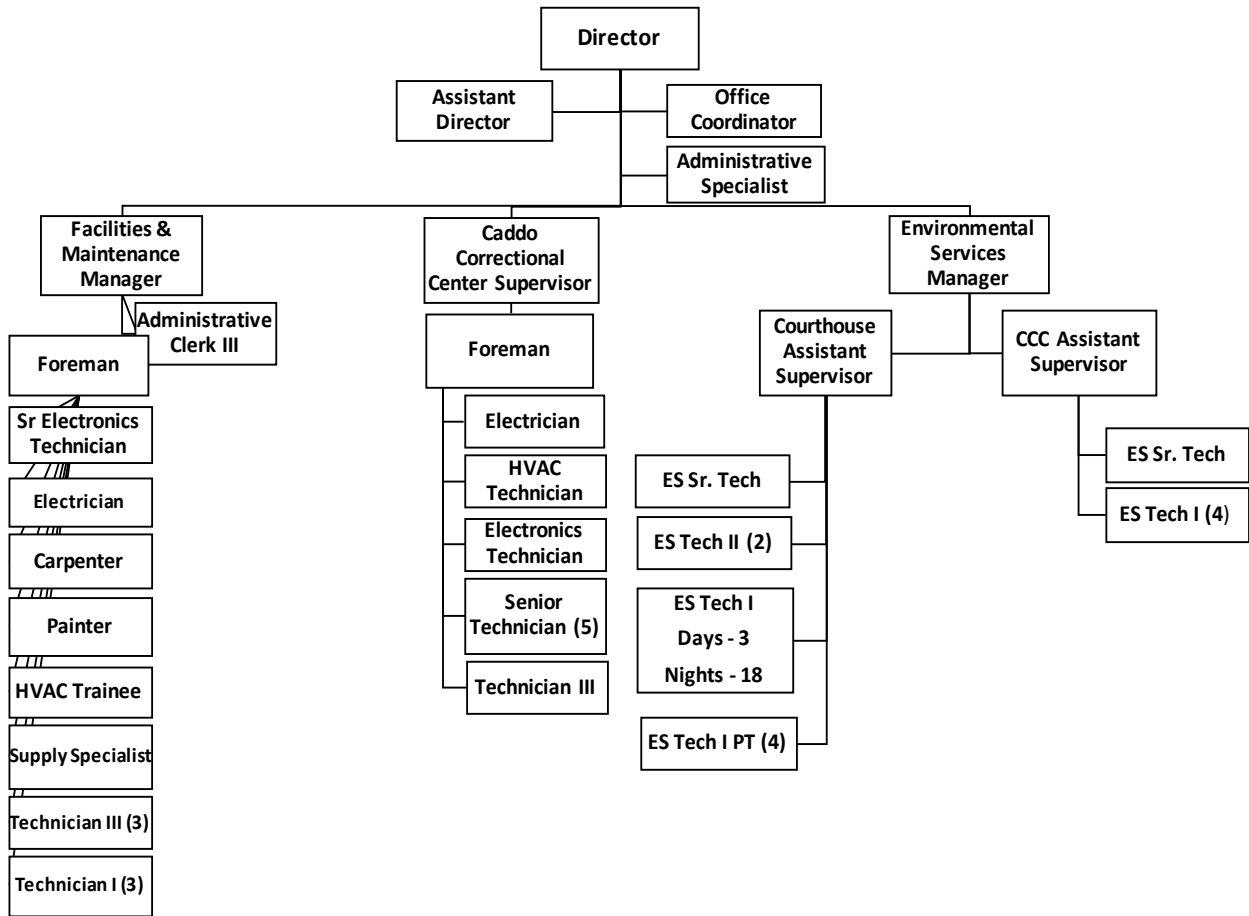 Director
Assistant
Director
Office
Coordinator
Administrative
Specialist
Facilities &
Maintenance
Manager
Administrative
Clerk III
Foreman
Sr Electronics
Technician
Electrician
Carpenter
Painter
HVAC Trainee
Supply Specialist
Technician III (3)
Technician I (3)
Caddo
Correctional
Center Supervisor
Foreman
Electrician
HVAC
Technician
Electronics
Technician
Senior
Technician (5)
Technician III
Environmental
Services
Manager
Courthouse
Assistant
Supervisor
ES Sr. Tech
ES Tech II (2)
ES Tech I
Days - 3
Nights - 18
ES Tech I PT (4)
CCC Assistant
Supervisor
ES Sr. Tech
ES Tech I (4)